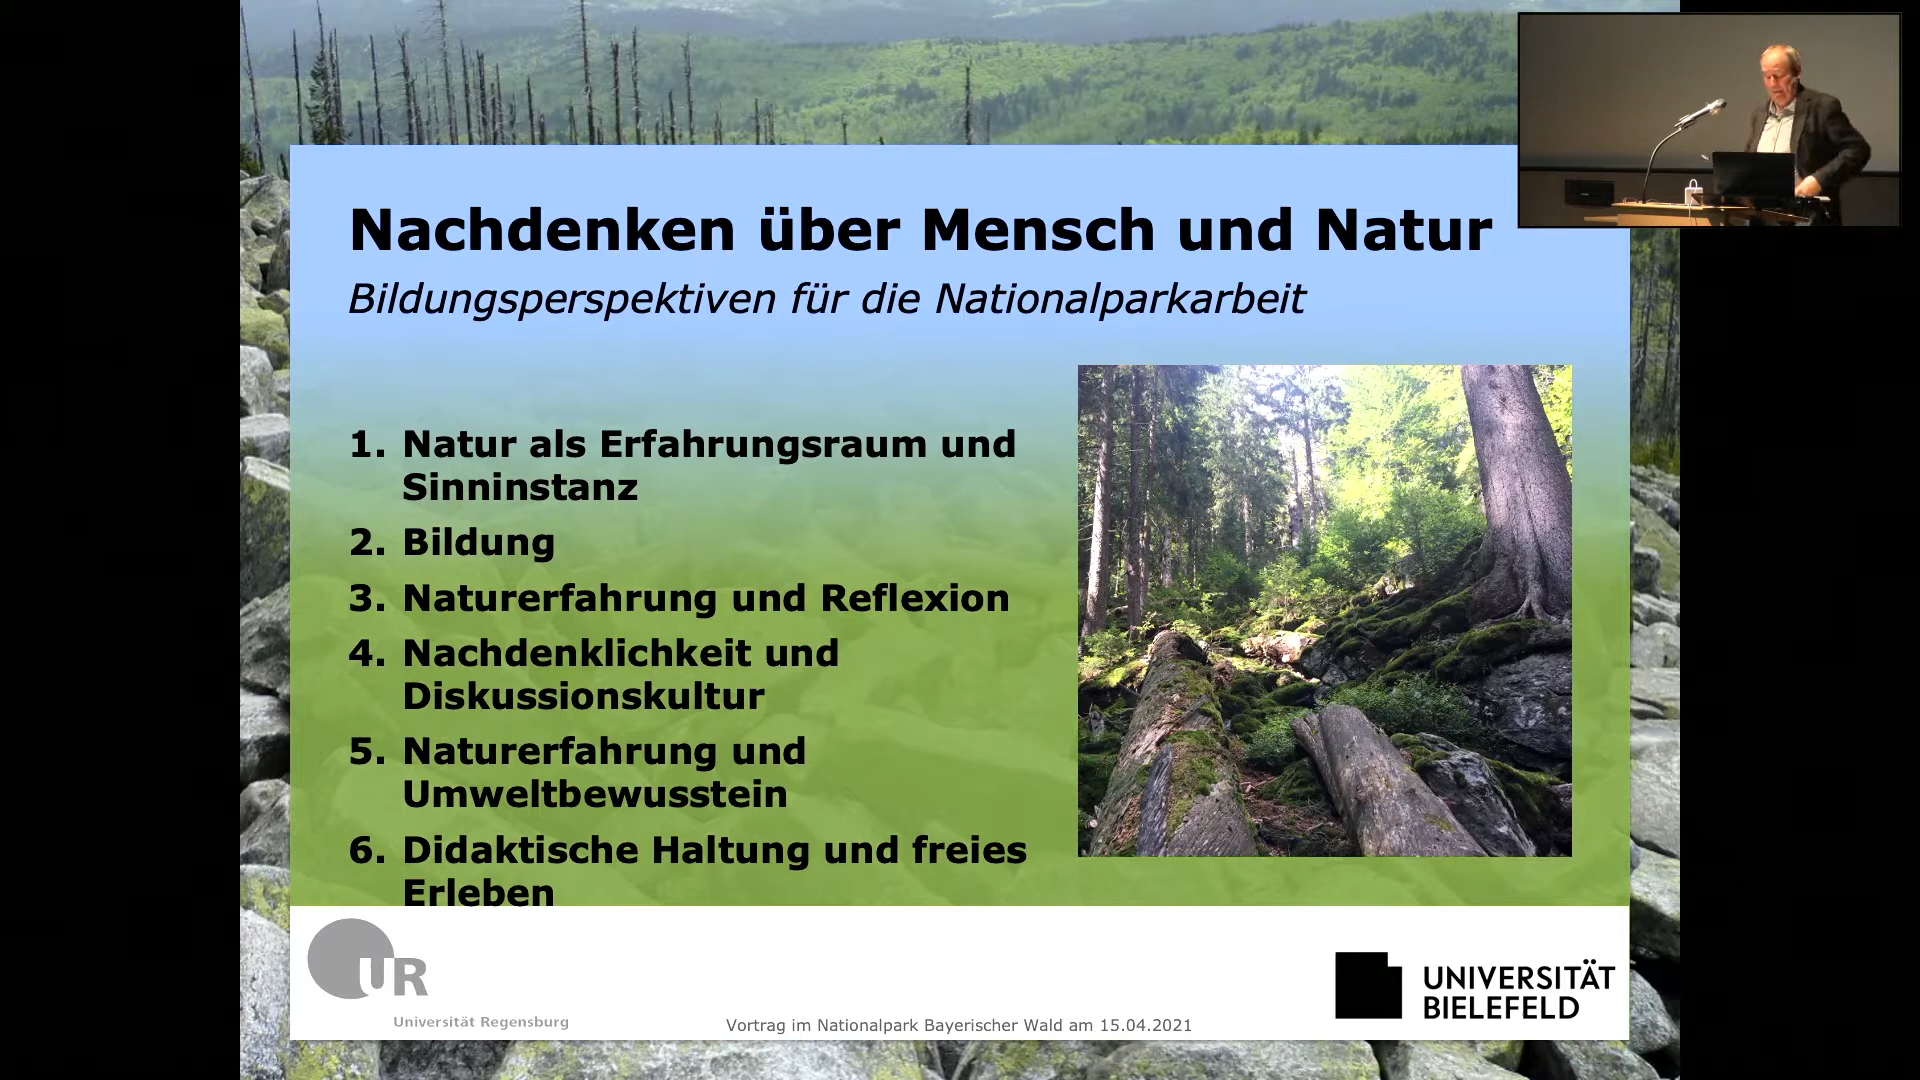 Nachdenken über Mensch und Natur
Bildungsperspektiven für die Nationalparkarbeit
1. Natur als Erfahrungsraum und
Sinninstanz
2. Bildung
3. Naturerfahrung und Reflexion
4. Nachdenklichkeit und
Diskussionskultur
5. Naturerfahrung und
Umweltbewusstein
6. Didaktische Haltung und freies
Erleben
UR
Universität Regensburg
Vortrag im Nationalpark Bayerischer Wald am 15.04.2021
UNIVERSITÄT
BIELEFELD